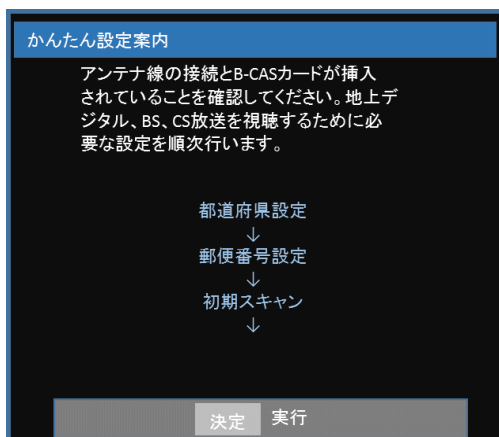 かんたん設定案内
アンテナ線の接続とB-CASカードが挿入
されていることを確認してください。地上デ
ジタル、BS、CS放送を視聴するために必
要な設定を順次行います。
都道府県設定
↓
郵便番号設定
↓
初期スキャン
↓
決定 実行